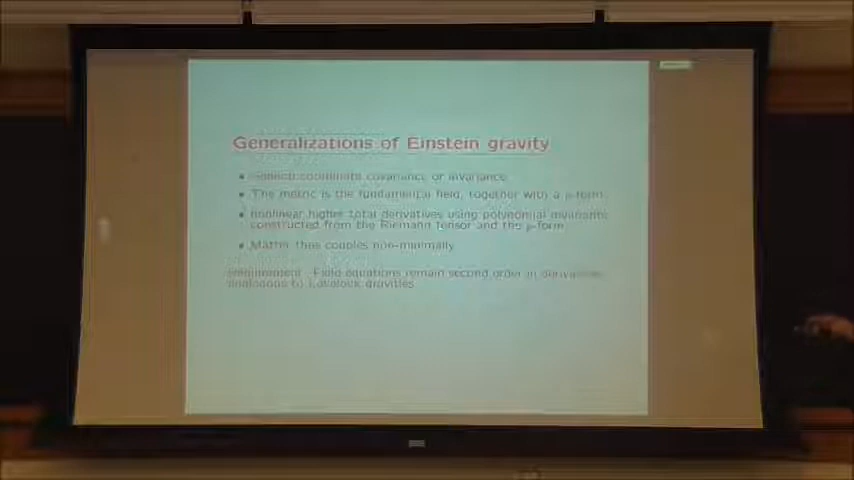 Generalizations of Einstein gravity
• General coordinate covariance or invariance
• The metric is the fundamental field, together with a p-form
• Nonlinear higher total derivatives using polynomial invariants
constructed from the Riemann tensor and the p-form
• Matter thus couples non-minimally
Requirement : Field equations remain second order in derivatives
analogous to Lovelock gravities